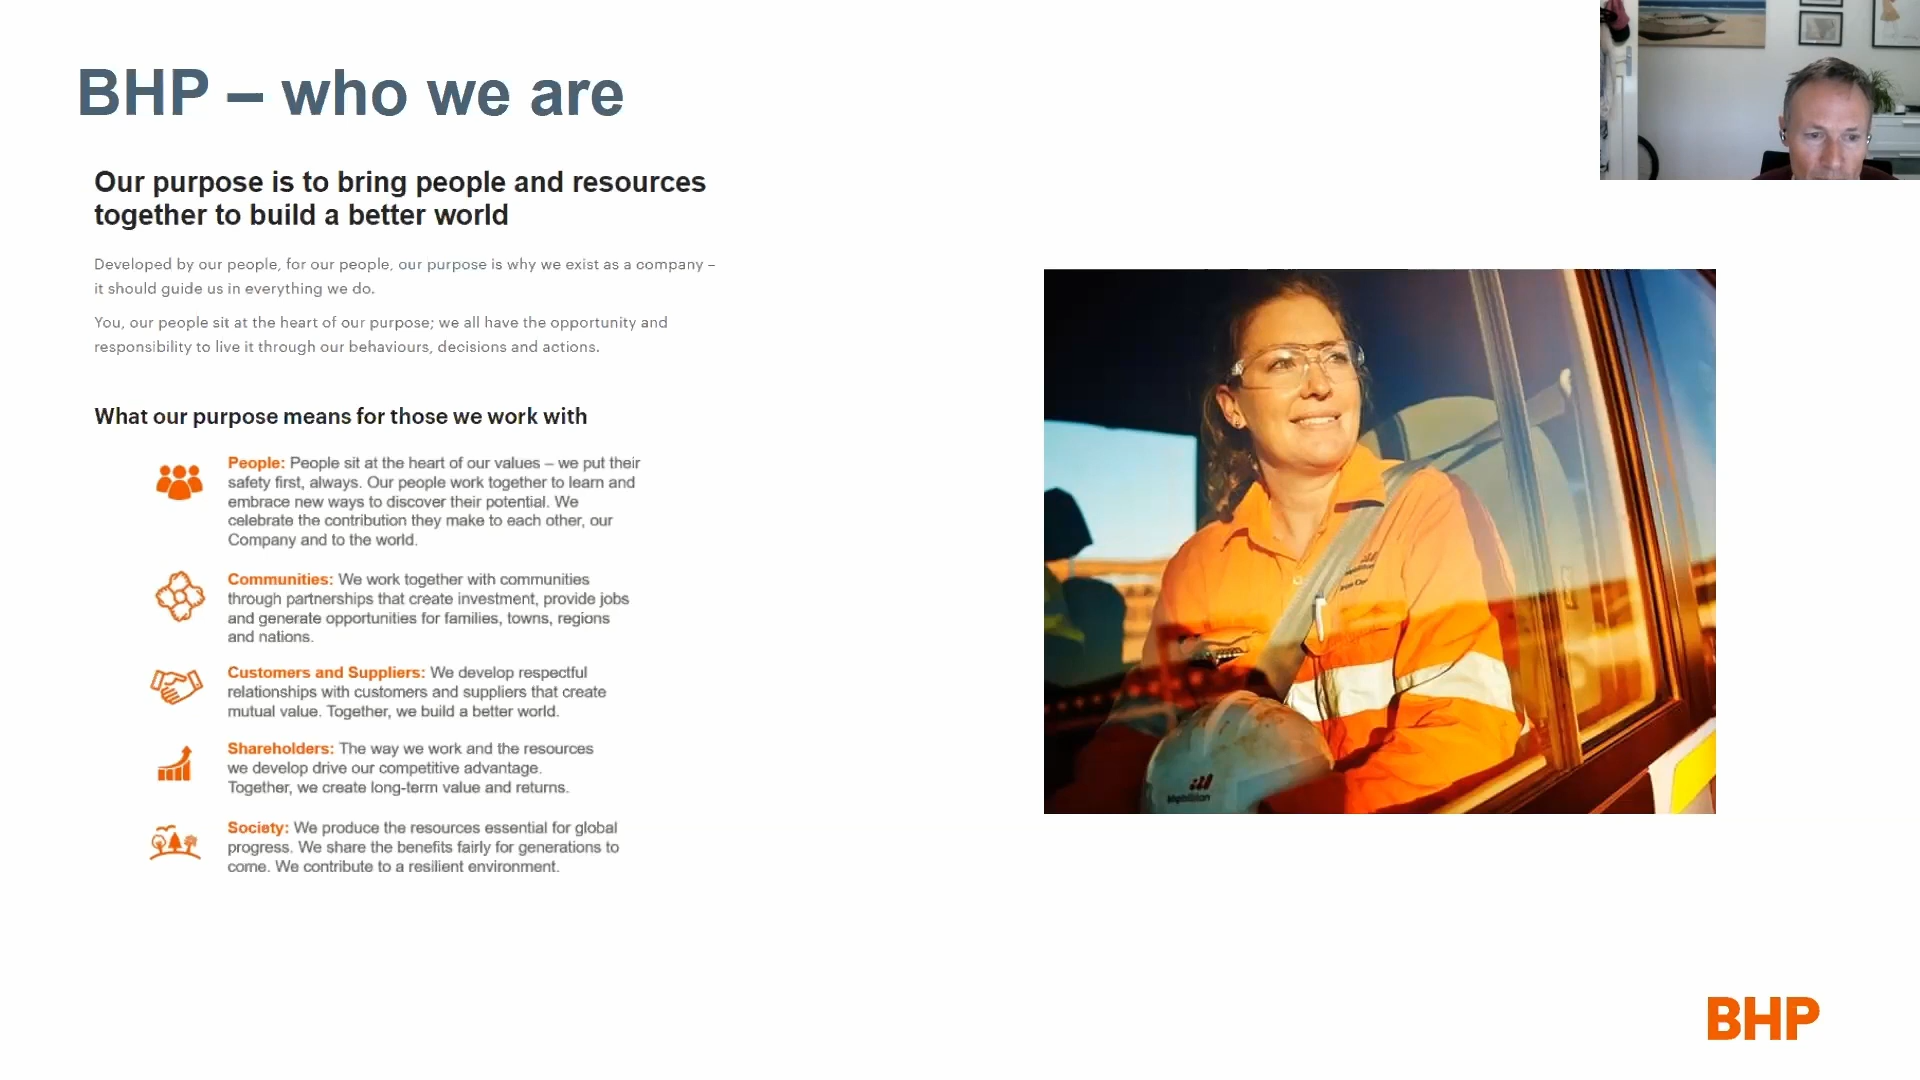 BHP – who we are
Our purpose is to bring people and resources
together to build a better world
Developed by our people, for our people, our purpose is why we exist as a company –
it should guide us in everything we do.
You, our people sit at the heart of our purpose; we all have the opportunity and
responsibility to live it through our behaviours, decisions and actions.
What our purpose means for those we work with
People: People sit at the heart of our values – we put their
safety first, always. Our people work together to learn and
embrace new ways to discover their potential. We
celebrate the contribution they make to each other, our
Company and to the world.
Communities: We work together with communities
through partnerships that create investment, provide jobs
and generate opportunities for families, towns, regions
and nations.
Customers and Suppliers: We develop respectful
relationships with customers and suppliers that create
mutual value. Together, we build a better world.
Shareholders: The way we work and the resources
we develop drive our competitive advantage.
Together, we create long-term value and returns.
Society: We produce the resources essential for global
progress. We share the benefits fairly for generations to
come. We contribute to a resilient environment.
bhpbilliton
BHP